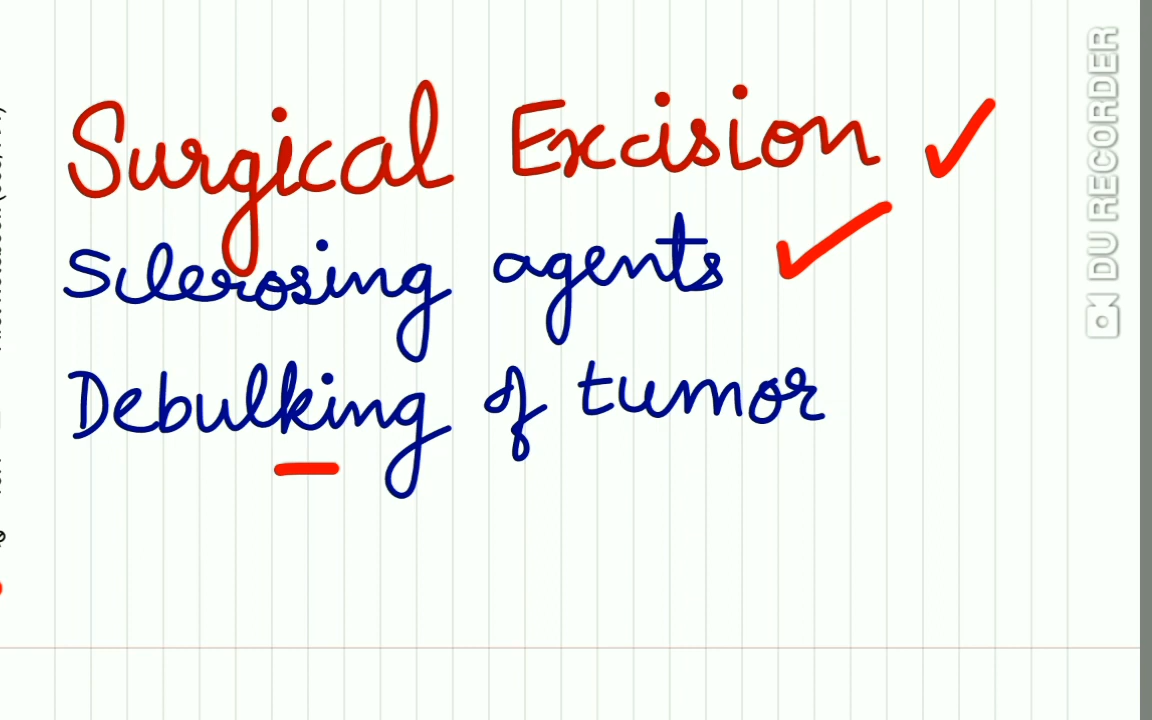 Surgical Excision
Sclerosing agents
Debulking of tumor
DU RECORDER